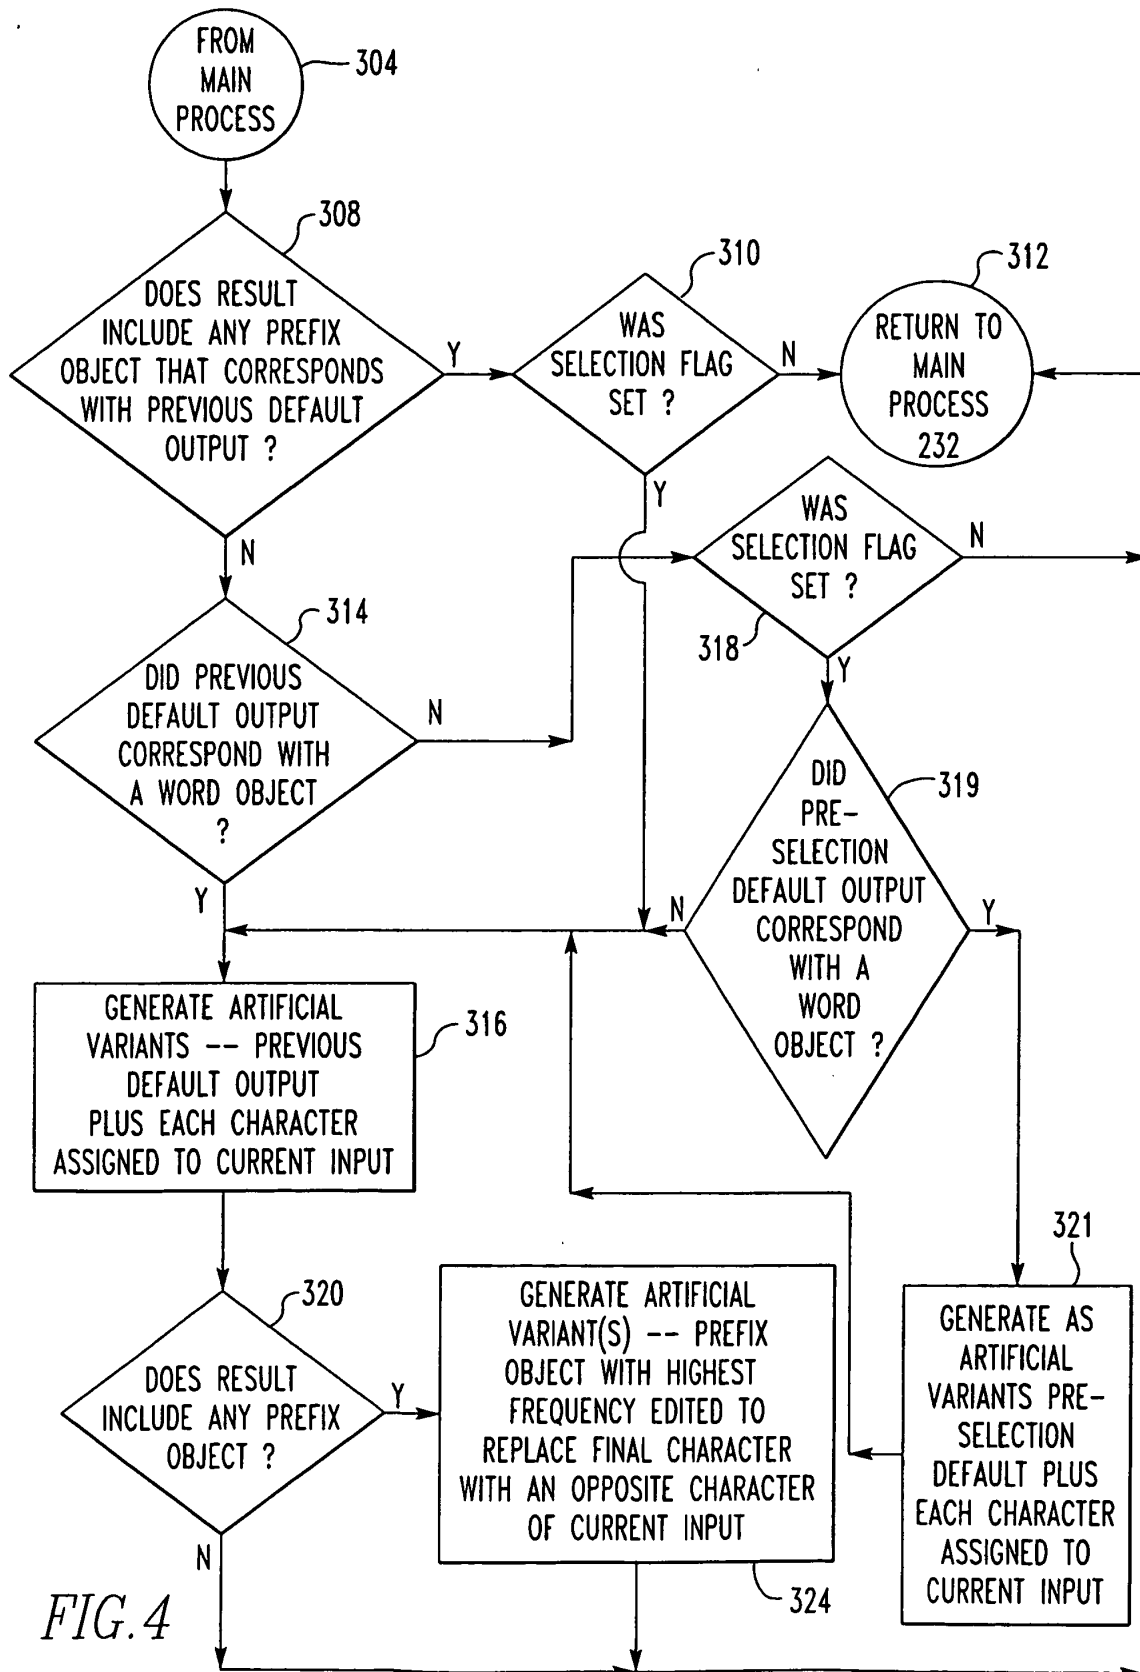 FROM
MAIN
PROCESS
304
308
DOES RESULT
INCLUDE ANY PREFIX
OBJECT THAT CORRESPONDS
WITH PREVIOUS DEFAULT
OUTPUT ?
Y
N
310
WAS
SELECTION FLAG
SET ?
N
Y
312
RETURN TO
MAIN
PROCESS
232
314
DID PREVIOUS
DEFAULT OUTPUT
CORRESPOND WITH
A WORD OBJECT
?
N
Y
WAS
SELECTION FLAG
SET ?
318
N
Y
DID
PRE-
SELECTION
DEFAULT OUTPUT
CORRESPOND
WITH A
WORD
OBJECT ?
319
N
Y
GENERATE ARTIFICIAL
VARIANTS -- PREVIOUS
DEFAULT OUTPUT
PLUS EACH CHARACTER
ASSIGNED TO CURRENT INPUT
316
320
DOES RESULT
INCLUDE ANY PREFIX
OBJECT ?
Y
N
GENERATE ARTIFICIAL
VARIANT(S) -- PREFIX
OBJECT WITH HIGHEST
FREQUENCY EDITED TO
REPLACE FINAL CHARACTER
WITH AN OPPOSITE CHARACTER
OF CURRENT INPUT
324
321
GENERATE AS
ARTIFICIAL
VARIANTS PRE-
SELECTION
DEFAULT PLUS
EACH CHARACTER
ASSIGNED TO
CURRENT INPUT
FIG.4